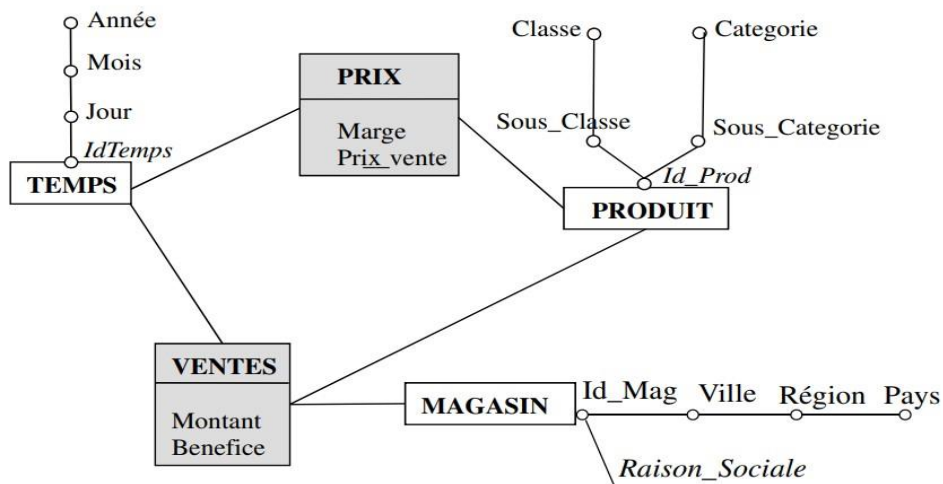 Année
Mois
Jour
IdTemps
TEMPS
PRIX
Marge
Prix_vente
Classe
Categorie
Sous_Classe
Sous_Categorie
Id_Prod
PRODUIT
VENTES
Montant
Benefice
MAGASIN
Id_Mag
Ville
Région
Pays
Raison_Sociale